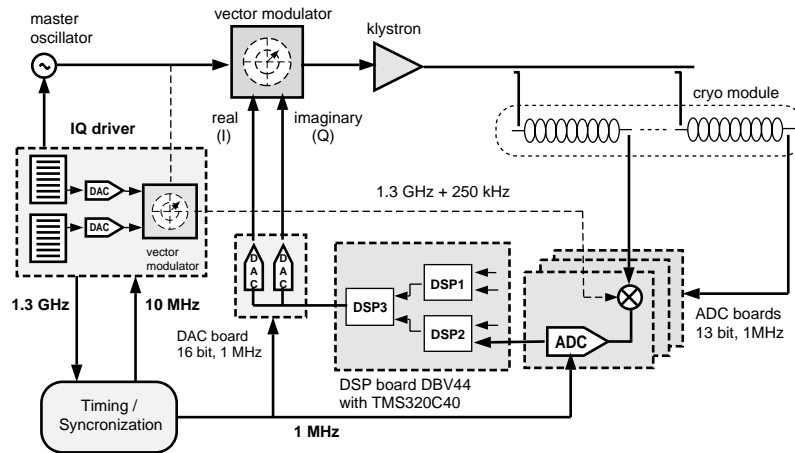 master
oscillator
vector modulator
klystron
cryo module
IQ driver
real
(I)
imaginary
(Q)
DAC
DAC
vector
modulator
1.3 GHz + 250 kHz
DAC
DAC
DSP1
DSP3
DSP2
ADC
ADC boards
13 bit, 1MHz
1.3 GHz
10 MHz
DAC board
16 bit, 1 MHz
DSP board DBV44
with TMS320C40
Timing /
Syncronization
1 MHz